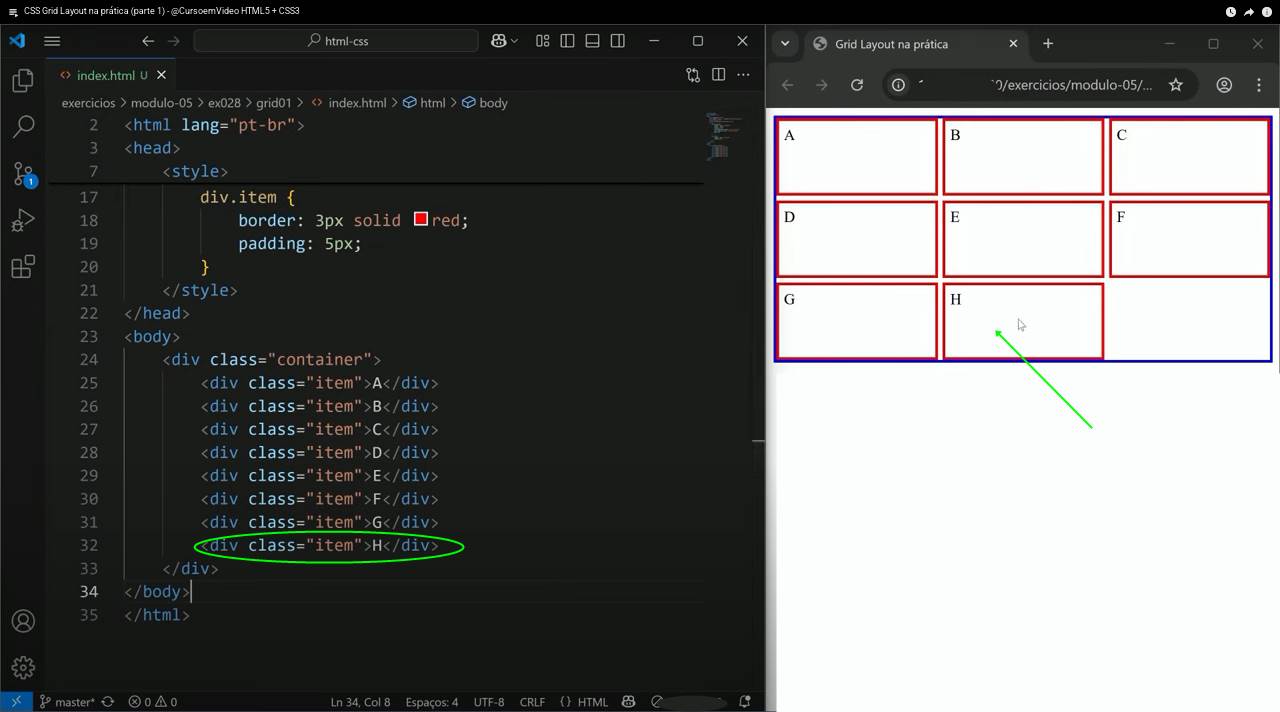 CSS Grid Layout na prática (parte 1) - @CursoemVideo HTML5 + CSS3
html-css
index.html U
exercicios > modulo-05 > ex028 > grid01 > index.html > html > body
2 <html lang="pt-br">
3 <head>
7 <style>
17 div.item {
18 border: 3px solid red;
19 padding: 5px;
20 }
21 </style>
22 </head>
23 <body>
24 <div class="container">
25 <div class="item">A</div>
26 <div class="item">B</div>
27 <div class="item">C</div>
28 <div class="item">D</div>
29 <div class="item">E</div>
30 <div class="item">F</div>
31 <div class="item">G</div>
32 <div class="item">H</div>
33 </div>
34 </body>
35 </html>
1
master* 0 0 Ln 34, Col 8 Espaços: 4 UTF-8 CRLF {} HTML
Grid Layout na prática
0/exercicios/modulo-05/...
A B C
D E F
G H